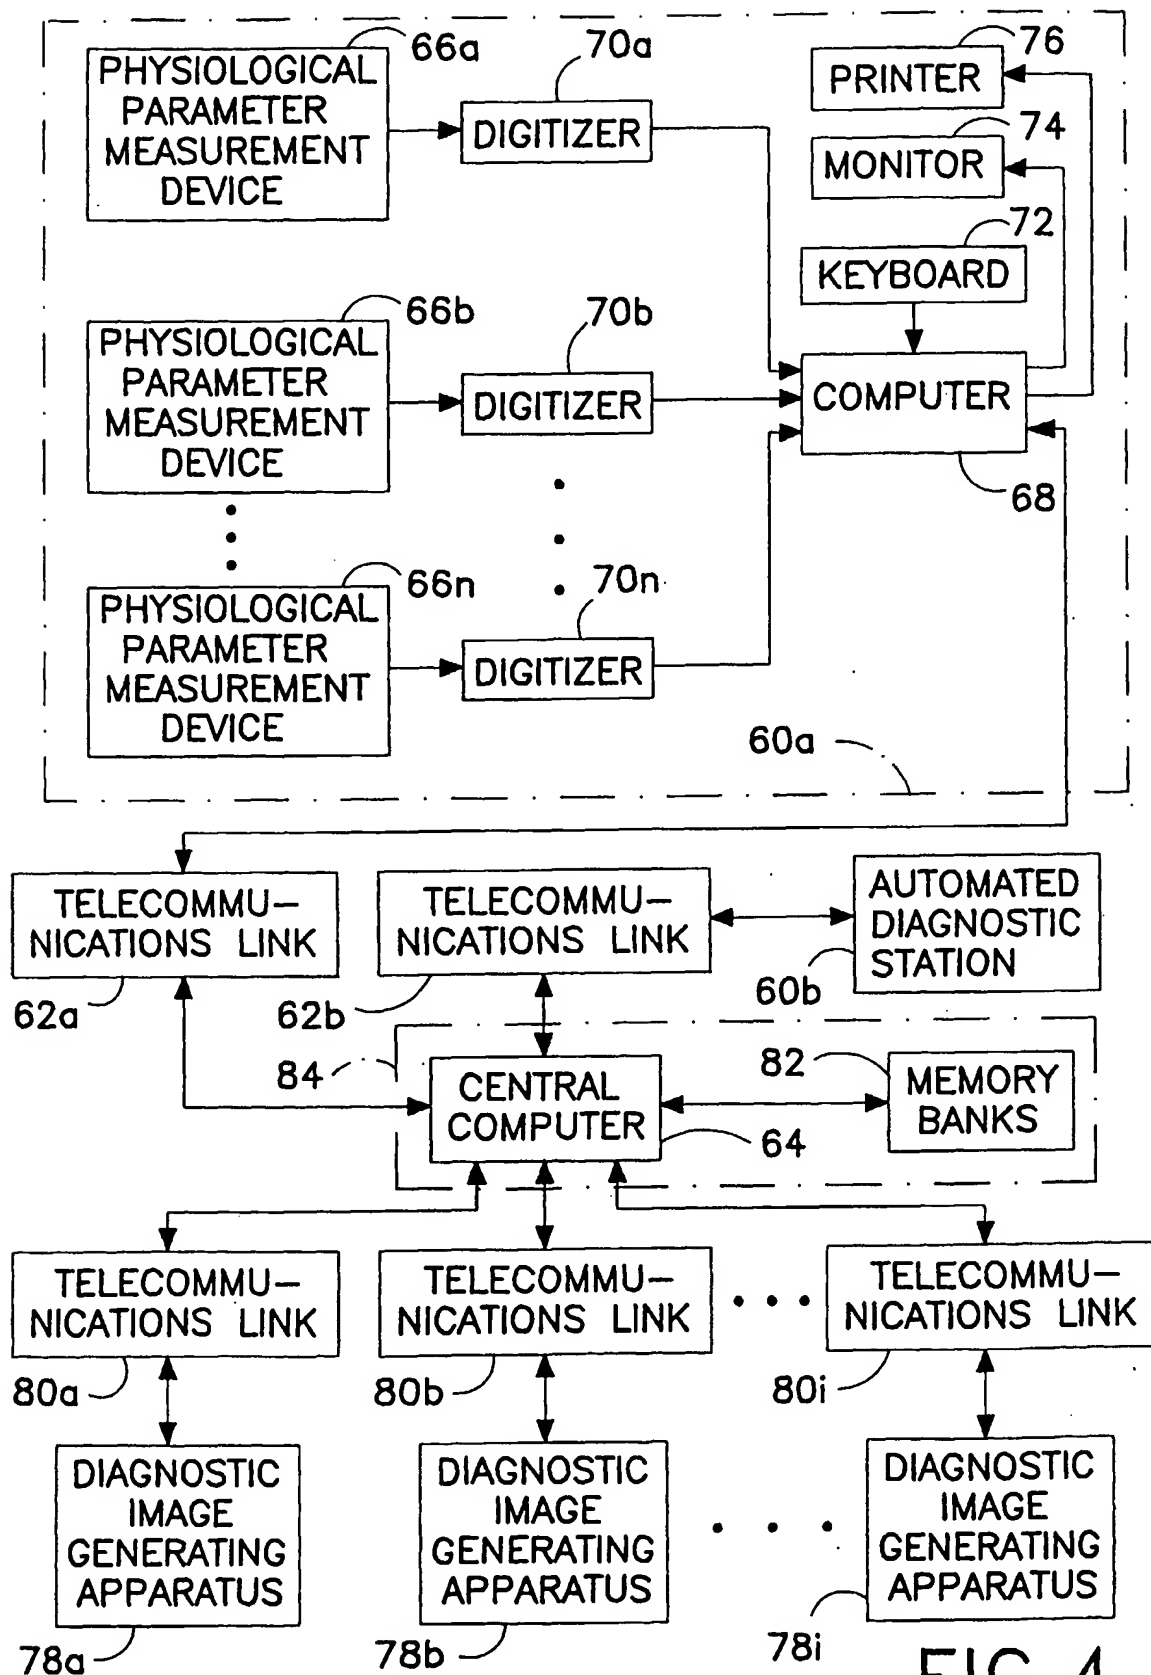 66a
70a
76
PHYSIOLOGICAL
PARAMETER
MEASUREMENT
DEVICE
DIGITIZER
PRINTER
74
MONITOR
72
KEYBOARD
66b
70b
PHYSIOLOGICAL
PARAMETER
MEASUREMENT
DEVICE
DIGITIZER
COMPUTER
68
66n
70n
PHYSIOLOGICAL
PARAMETER
MEASUREMENT
DEVICE
DIGITIZER
60a
TELECOMMU-
NICATIONS LINK
62a
TELECOMMU-
NICATIONS LINK
62b
AUTOMATED
DIAGNOSTIC
STATION
60b
84
CENTRAL
COMPUTER
64
82
MEMORY
BANKS
TELECOMMU-
NICATIONS LINK
80a
TELECOMMU-
NICATIONS LINK
80b
TELECOMMU-
NICATIONS LINK
80i
DIAGNOSTIC
IMAGE
GENERATING
APPARATUS
78a
DIAGNOSTIC
IMAGE
GENERATING
APPARATUS
78b
DIAGNOSTIC
IMAGE
GENERATING
APPARATUS
78i
FIG. 4